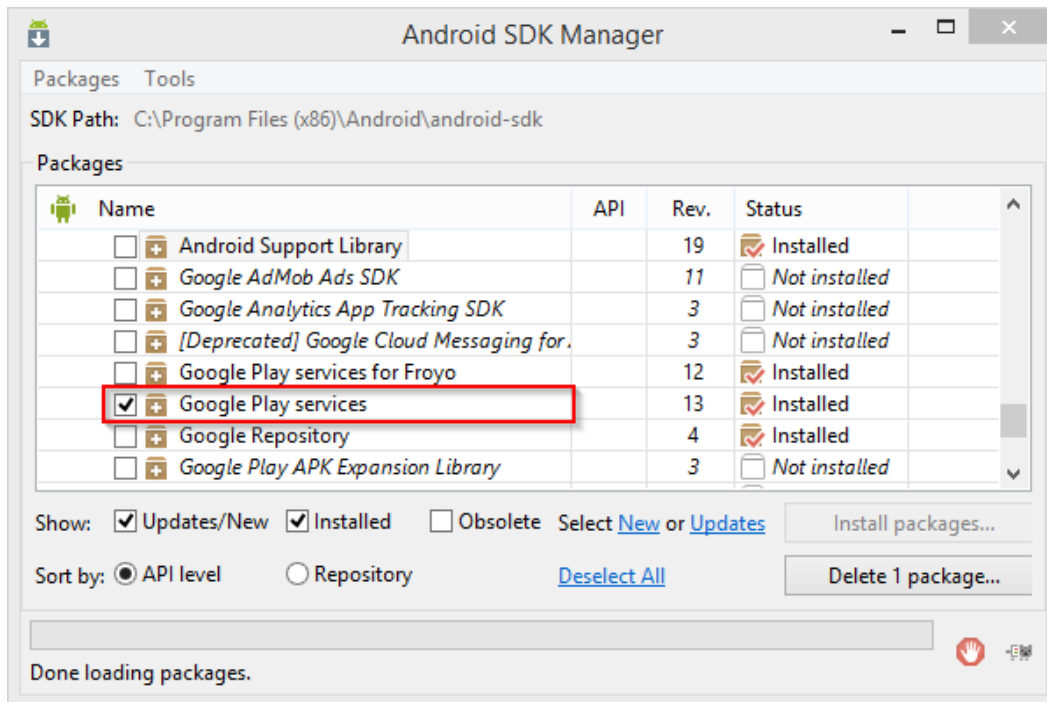 Android SDK Manager
Packages Tools
SDK Path: C:\Program Files (x86)\Android\android-sdk
Packages
Name API Rev. Status
Android Support Library 19 Installed
Google AdMob Ads SDK 11 Not installed
Google Analytics App Tracking SDK 3 Not installed
[Deprecated] Google Cloud Messaging for 3 Not installed
Google Play services for Froyo 12 Installed
Google Play services 13 Installed
Google Repository 4 Installed
Google Play APK Expansion Library 3 Not installed
Show: Updates/New Installed Obsolete Select New or Updates Install packages...
Sort by: API level Repository Deselect All Delete 1 package...
Done loading packages.